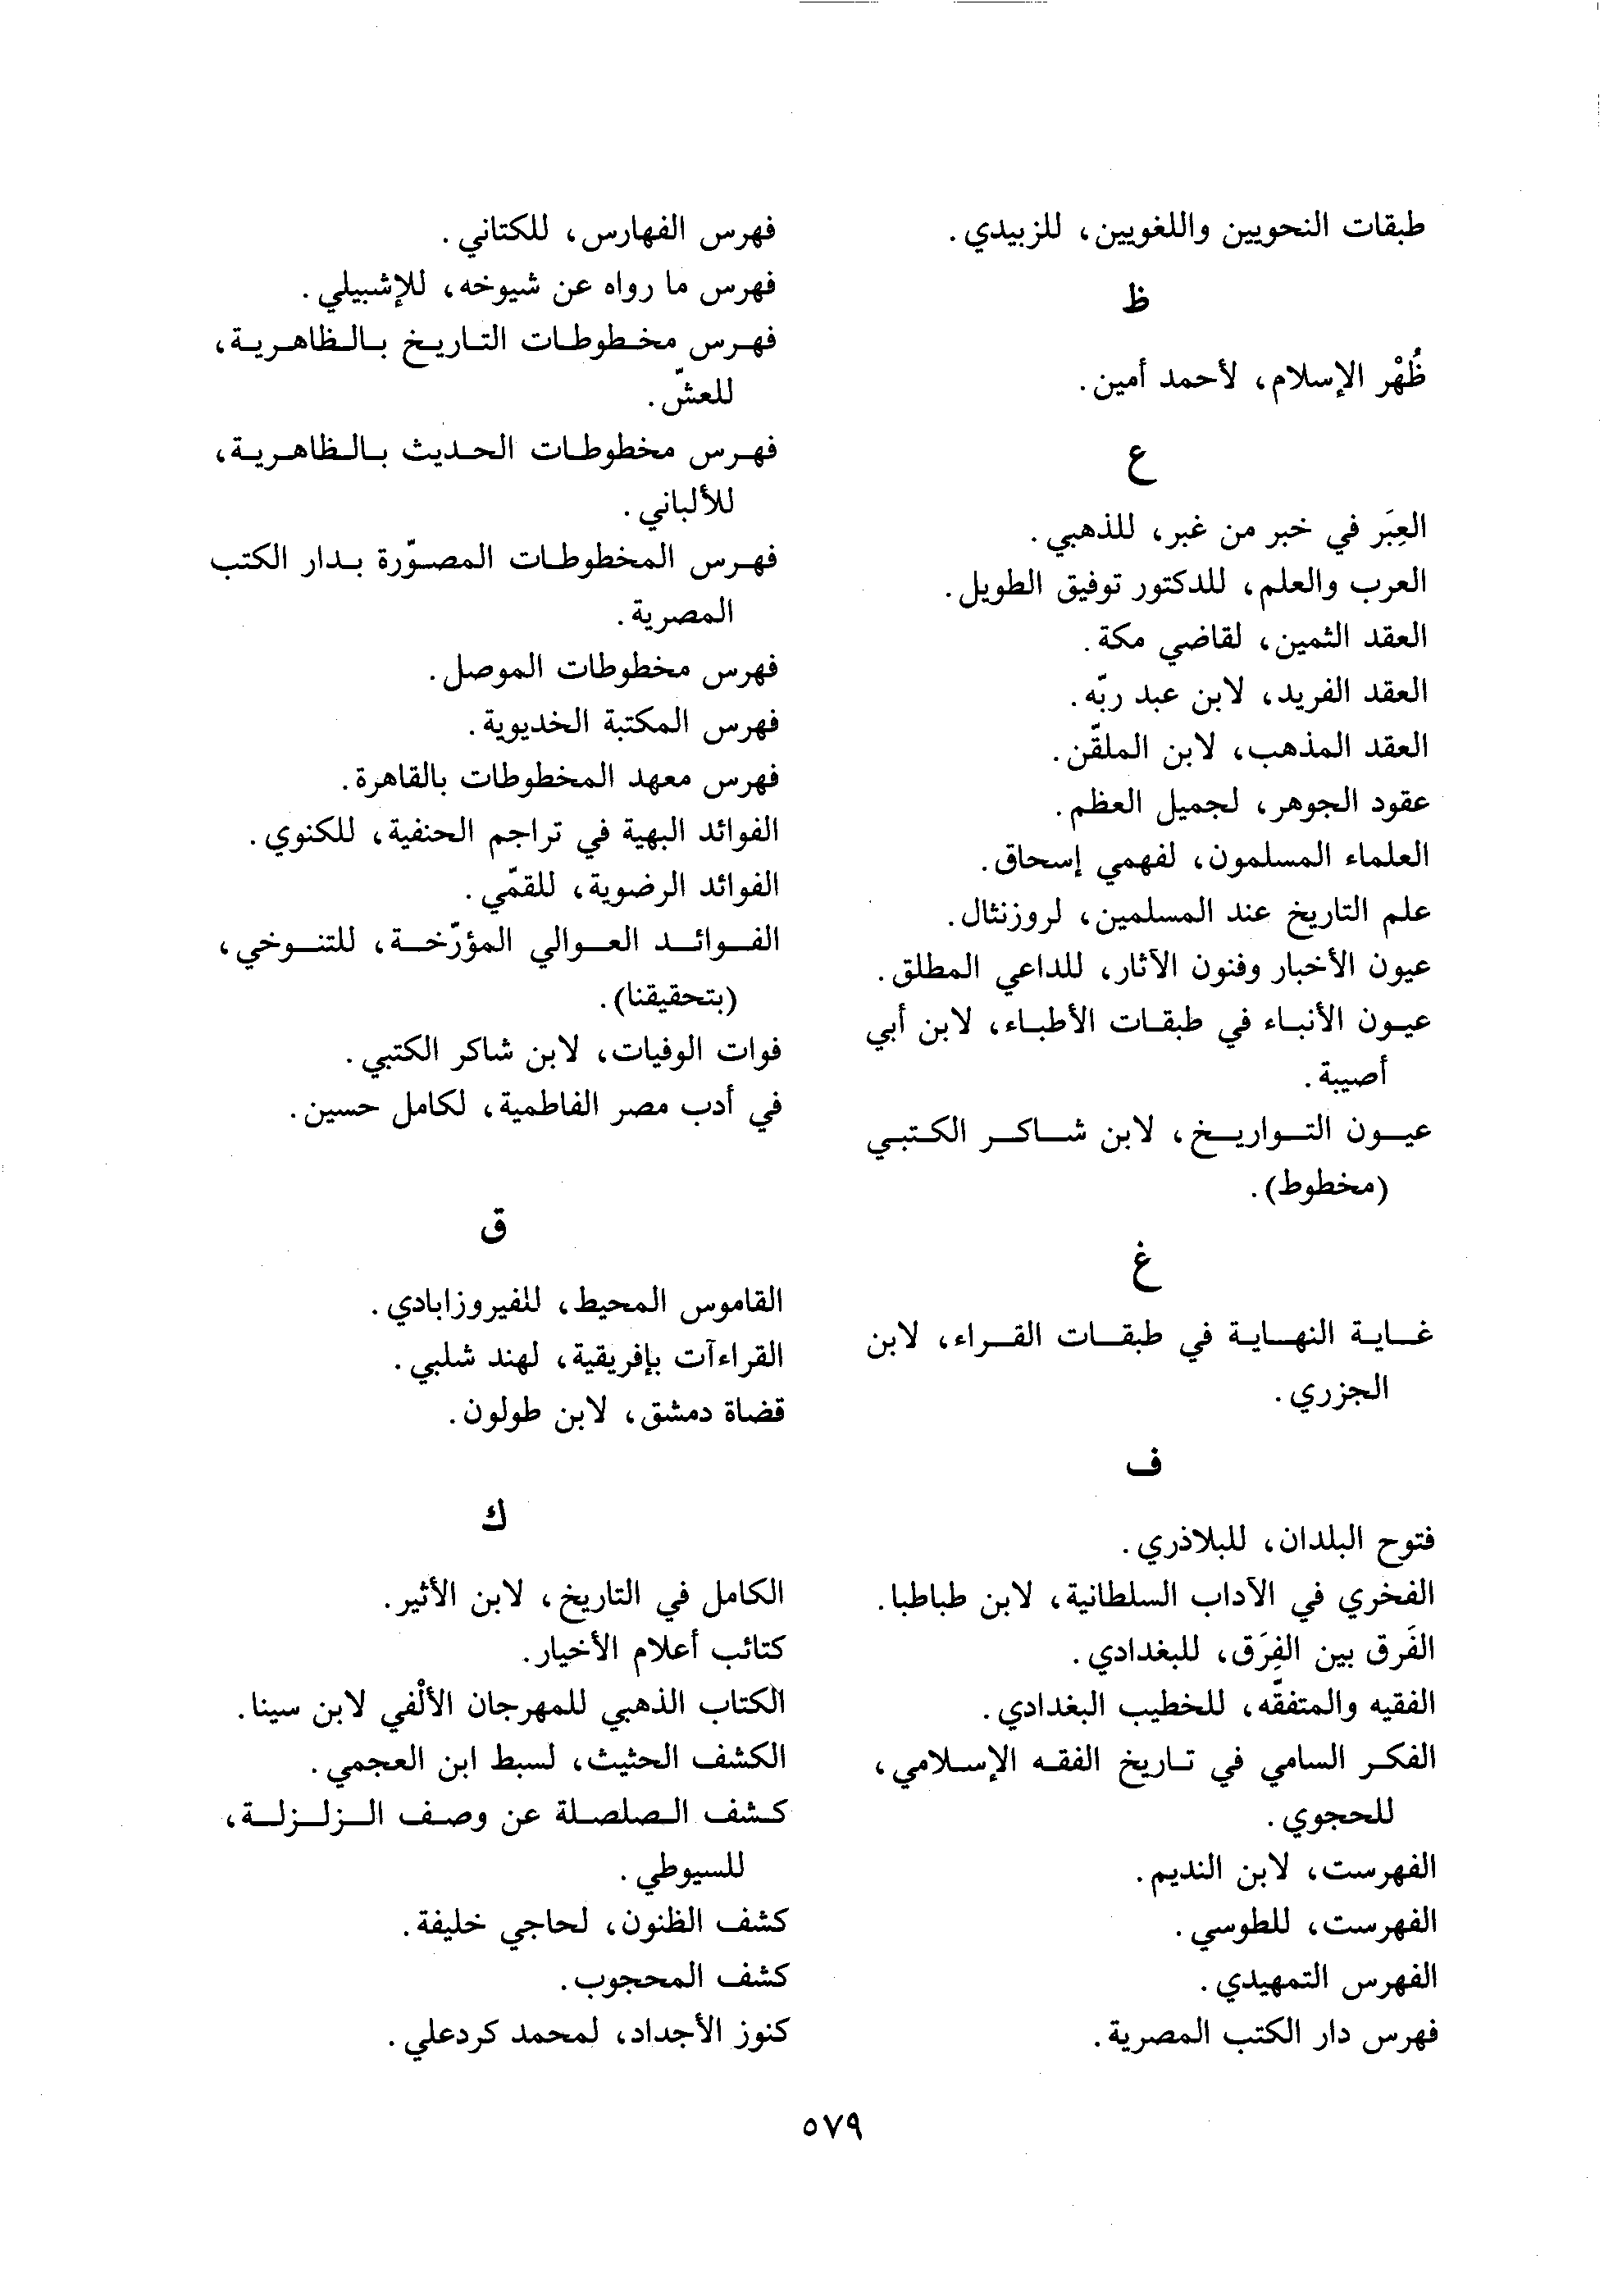 طبقات النحويين واللغويين، للزبيدي.
ظ
ظُهْر الإسلام، لأحمد أمين.
ع
العِبَر في خبر من غبر، للذهبي.
العرب والعلم، للدكتور توفيق الطويل.
العقد الثمين، لقاضي مكة.
العقد الفريد، لابن عبد ربّه.
العقد المذهب، لابن الملقّن.
عقود الجوهر، لجميل العظم.
العلماء المسلمون، لفهمي إسحاق.
علم التاريخ عند المسلمين، لروزنثال.
عيون الأخبار وفنون الآثار، للداعي المطلق.
عيون الأنباء في طبقات الأطباء، لابن أبي
أصيبة.
عيون التواريخ، لابن شاكر الكتبي
(مخطوط).
غ
غاية النهاية في طبقات القراء، لابن
الجزري.
ف
فتوح البلدان، للبلاذري.
الفخري في الآداب السلطانية، لابن طباطبا.
الفَرق بين الفِرَق، للبغدادي.
الفقيه والمتفقّه، للخطيب البغدادي.
الفكر السامي في تاريخ الفقه الإسلامي،
للحجوي.
الفهرست، لابن النديم.
الفهرست، للطوسي.
الفهرس التمهيدي.
فهرس دار الكتب المصرية.
فهرس الفهارس، للكتاني.
فهرس ما رواه عن شيوخه، للإشبيلي.
فهرس مخطوطات التاريخ بالظاهرية،
للعشّ.
فهرس مخطوطات الحديث بالظاهرية،
للألباني.
فهرس المخطوطات المصوّرة بدار الكتب
المصرية.
فهرس مخطوطات الموصل.
فهرس المكتبة الخديوية.
فهرس معهد المخطوطات بالقاهرة.
الفوائد البهية في تراجم الحنفية، للكنوي.
الفوائد الرضوية، للقمّي.
الفوائد العوالي المؤرّخة، للتنوخي،
(بتحقيقنا).
فوات الوفيات، لابن شاكر الكتبي.
في أدب مصر الفاطمية، لكامل حسين.
ق
القاموس المحيط، للفيروزابادي.
القراءآت بإفريقية، لهند شلبي.
قضاة دمشق، لابن طولون.
ك
الكامل في التاريخ، لابن الأثير.
كتائب أعلام الأخيار.
الكتاب الذهبي للمهرجان الألْفي لابن سينا.
الكشف الحثيث، لسبط ابن العجمي.
كشف الصلصلة عن وصف الزلزلة،
للسيوطي.
كشف الظنون، لحاجي خليفة.
كشف المحجوب.
كنوز الأجداد، لمحمد كردعلي.
٥٧٩